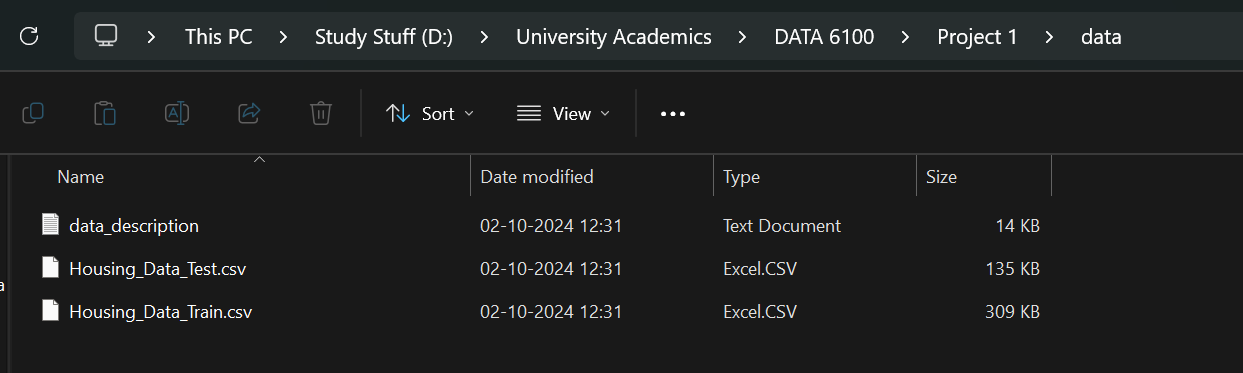 This PC > Study Stuff (D:) > University Academics > DATA 6100 > Project 1 > data
Sort View •••
Name Date modified Type Size
data_description 02-10-2024 12:31 Text Document 14 KB
Housing_Data_Test.csv 02-10-2024 12:31 Excel.CSV 135 KB
a
Housing_Data_Train.csv 02-10-2024 12:31 Excel.CSV 309 KB